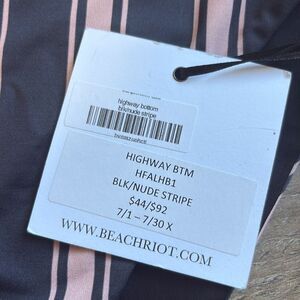 highway bottom
blk/nude stripe
HIGHWAY BTM
HFALHB1
BLK/NUDE STRIPE
$44/$92
7/1 – 7/30 X
WWW.BEACHRIOT.COM